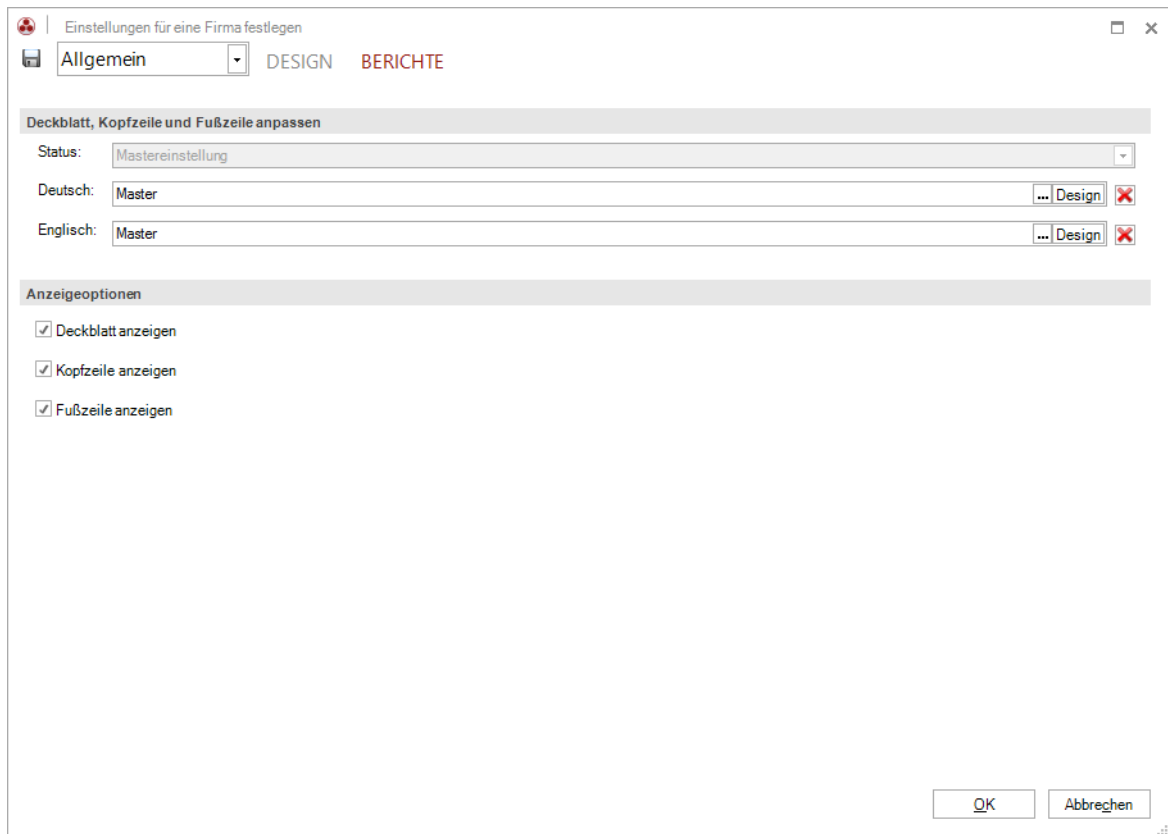 Einstellungen für eine Firma festlegen
Allgemein DESIGN BERICHTE
Deckblatt, Kopfzeile und Fußzeile anpassen
Status: Mastereinstellung
Deutsch: Master ... Design
Englisch: Master ... Design
Anzeigeoptionen
Deckblatt anzeigen
Kopfzeile anzeigen
Fußzeile anzeigen
OK Abbrechen